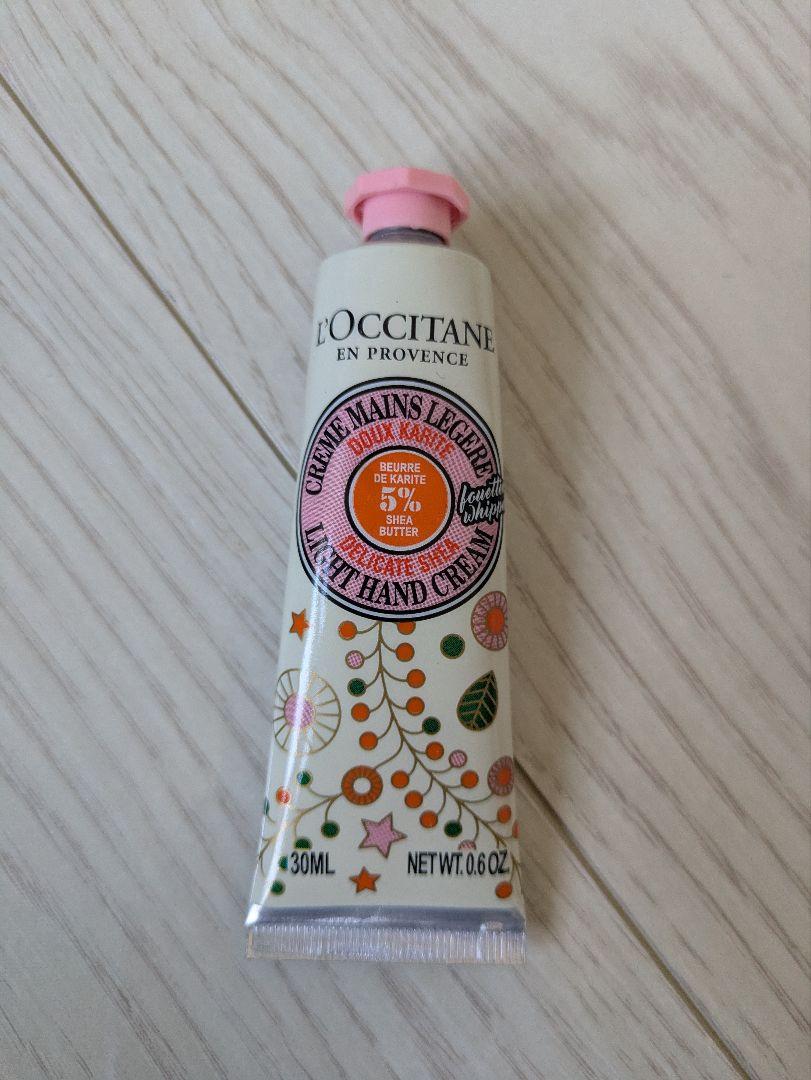 L'OCCITANE
EN PROVENCE
CREME MAINS LEGERE
DOUX KARITE
BEURRE
DE KARITE
5%
SHEA
BUTTER
DELICATE SHEA
LIGHT HAND CREAM
30ML
NET WT. 0.6 OZ.